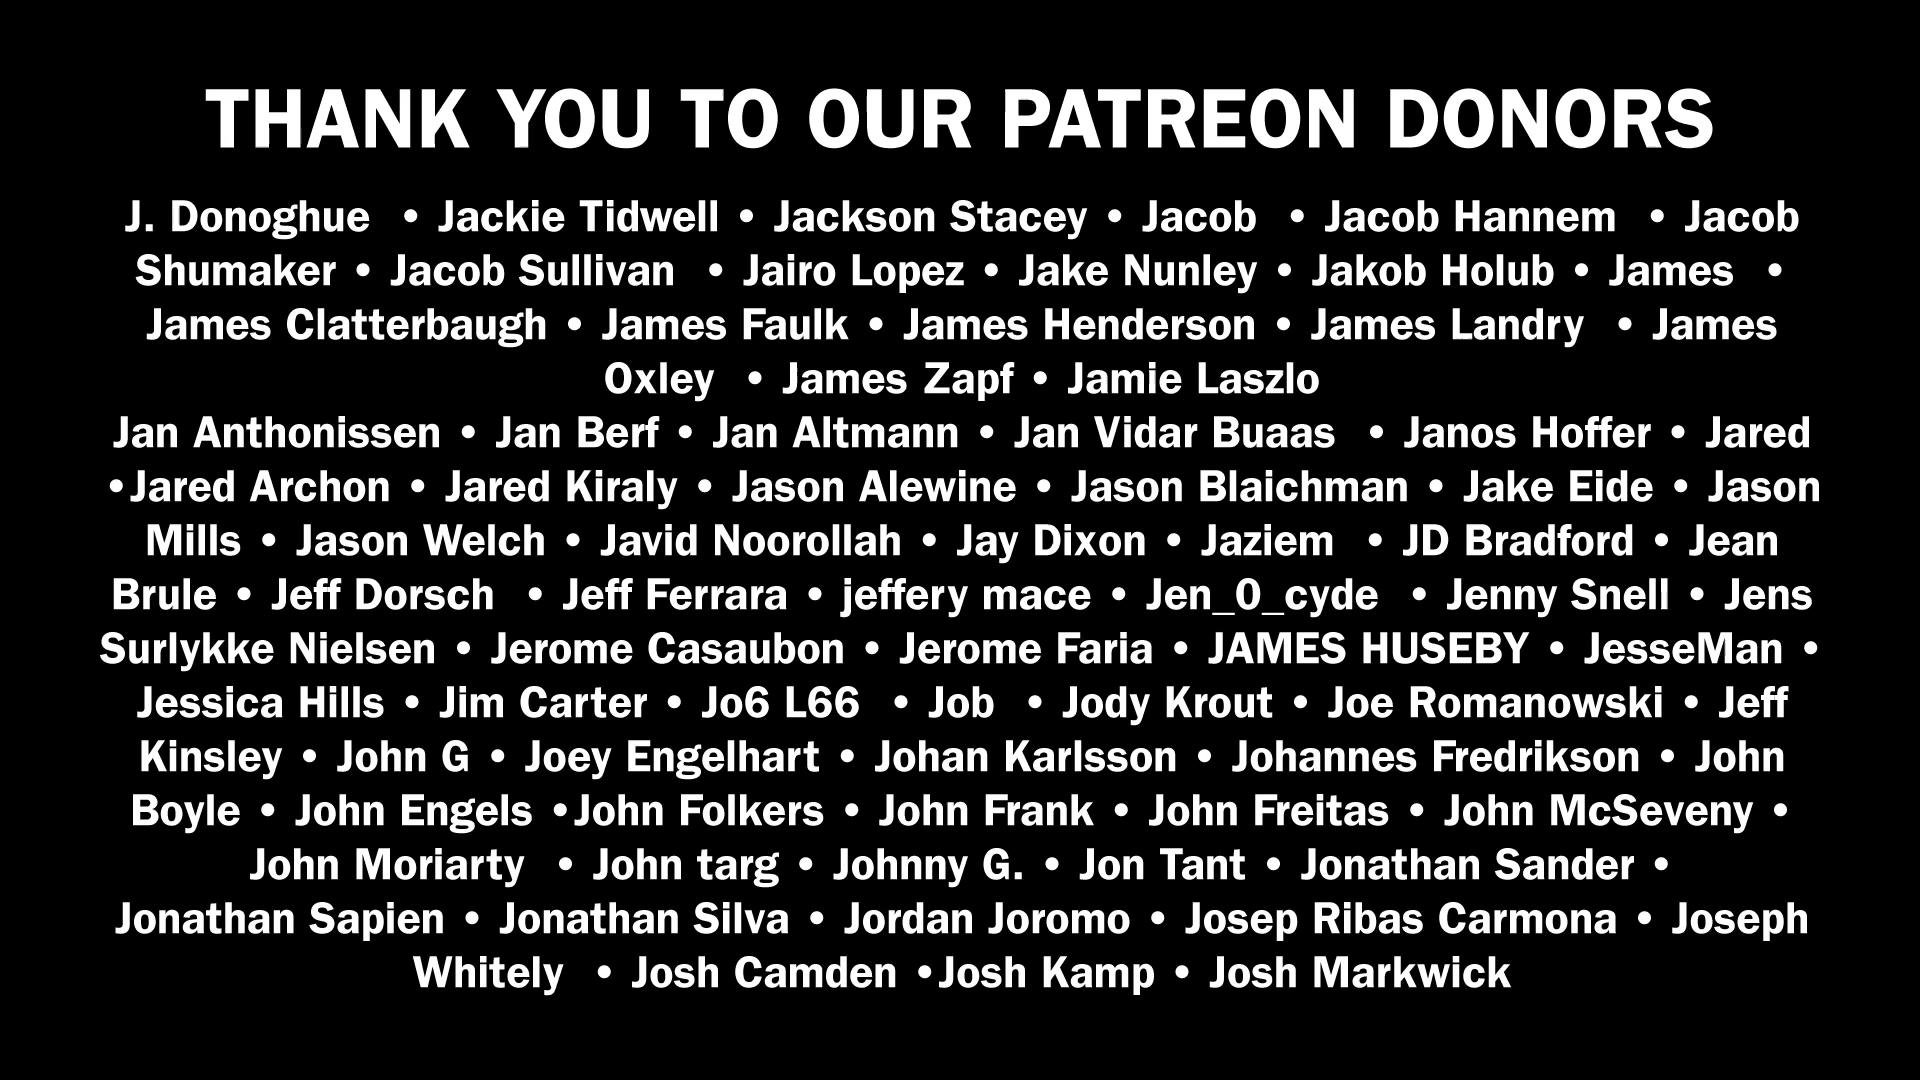 THANK YOU TO OUR PATREON DONORS
J. Donoghue • Jackie Tidwell • Jackson Stacey • Jacob • Jacob Hannem • Jacob
Shumaker • Jacob Sullivan • Jairo Lopez • Jake Nunley • Jakob Holub • James •
James Clatterbaugh • James Faulk • James Henderson • James Landry • James
Oxley • James Zapf • Jamie Laszlo
Jan Anthonissen • Jan Berf • Jan Altmann • Jan Vidar Buaas • Janos Hoffer • Jared
•Jared Archon • Jared Kiraly • Jason Alewine • Jason Blaichman • Jake Eide • Jason
Mills • Jason Welch • Javid Noorollah • Jay Dixon • Jaziem • JD Bradford • Jean
Brule • Jeff Dorsch • Jeff Ferrara • jeffery mace • Jen_0_cyde • Jenny Snell • Jens
Surlykke Nielsen • Jerome Casaubon • Jerome Faria • JAMES HUSEBY • JesseMan •
Jessica Hills • Jim Carter • Jo6 L66 • Job • Jody Krout • Joe Romanowski • Jeff
Kinsley • John G • Joey Engelhart • Johan Karlsson • Johannes Fredrikson • John
Boyle • John Engels •John Folkers • John Frank • John Freitas • John McSeveny •
John Moriarty • John targ • Johnny G. • Jon Tant • Jonathan Sander •
Jonathan Sapien • Jonathan Silva • Jordan Joromo • Josep Ribas Carmona • Joseph
Whitely • Josh Camden •Josh Kamp • Josh Markwick